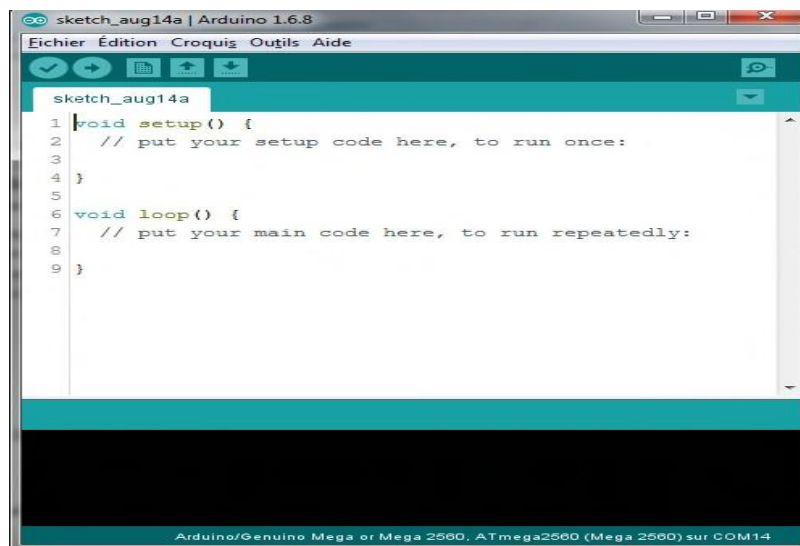 sketch_aug14a | Arduino 1.6.8
Fichier Édition Croquis Outils Aide
sketch_aug14a
1 void setup() {
2 // put your setup code here, to run once:
3
4 }
5
6 void loop() {
7 // put your main code here, to run repeatedly:
8
9 }
Arduino/Genuino Mega or Mega 2560, ATmega2560 (Mega 2560) sur COM14